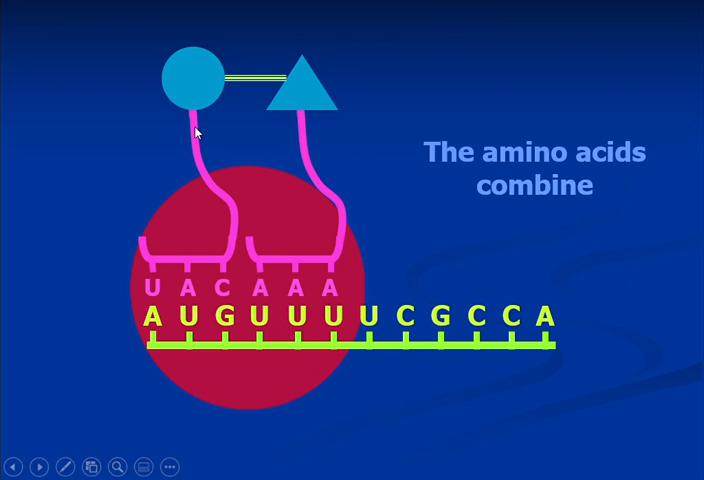 The amino acids
combine
U A C A A A
A U G U U U U C G C C A